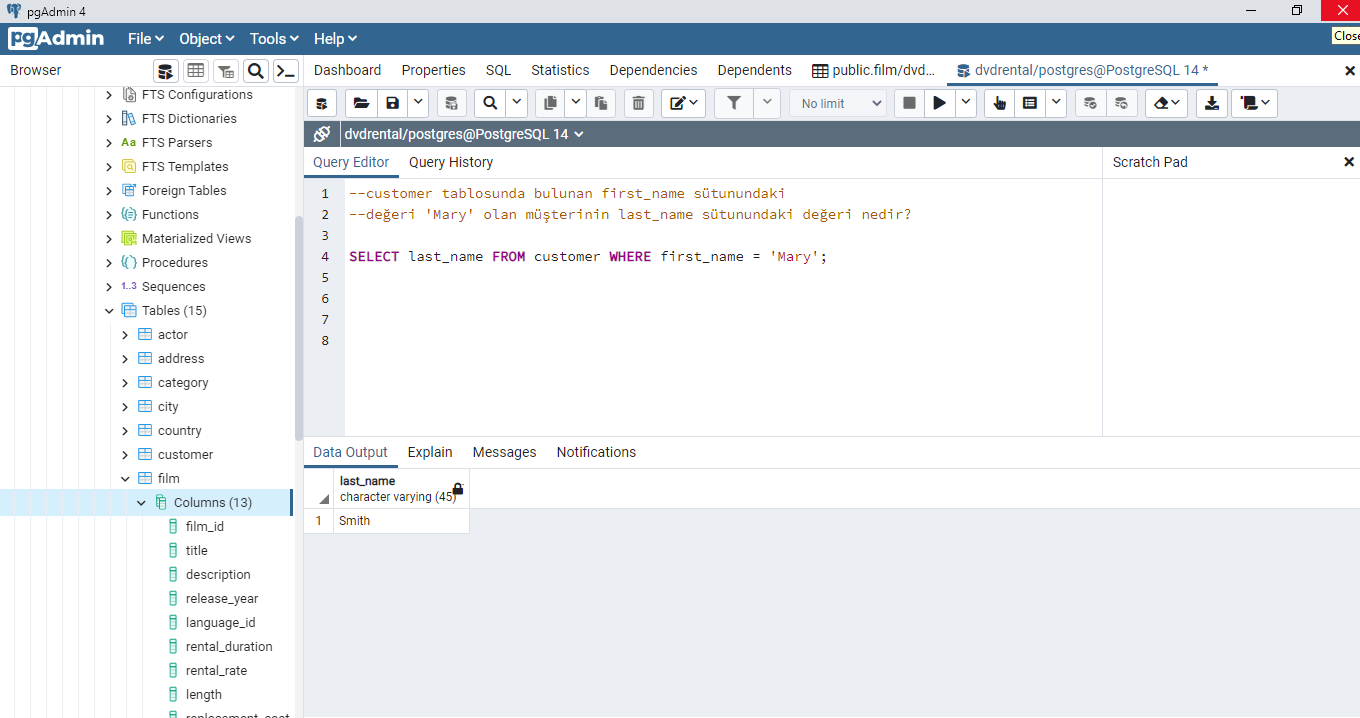 pgAdmin 4
Close
pgAdmin File Object Tools Help
Browser
Dashboard Properties SQL Statistics Dependencies Dependents public.film/dvd... dvdrental/postgres@PostgreSQL 14 *
No limit
dvdrental/postgres@PostgreSQL 14
Query Editor Query History
Scratch Pad
1 --customer tablosunda bulunan first_name sütunundaki
2 --değeri 'Mary' olan müşterinin last_name sütunundaki değeri nedir?
3
4 SELECT last_name FROM customer WHERE first_name = 'Mary';
5
6
7
8
Data Output Explain Messages Notifications
last_name
character varying (45)
1 Smith
FTS Configurations
FTS Dictionaries
Aa FTS Parsers
FTS Templates
Foreign Tables
Functions
Materialized Views
Procedures
1..3 Sequences
Tables (15)
actor
address
category
city
country
customer
film
Columns (13)
film_id
title
description
release_year
language_id
rental_duration
rental_rate
length
replacement_cost